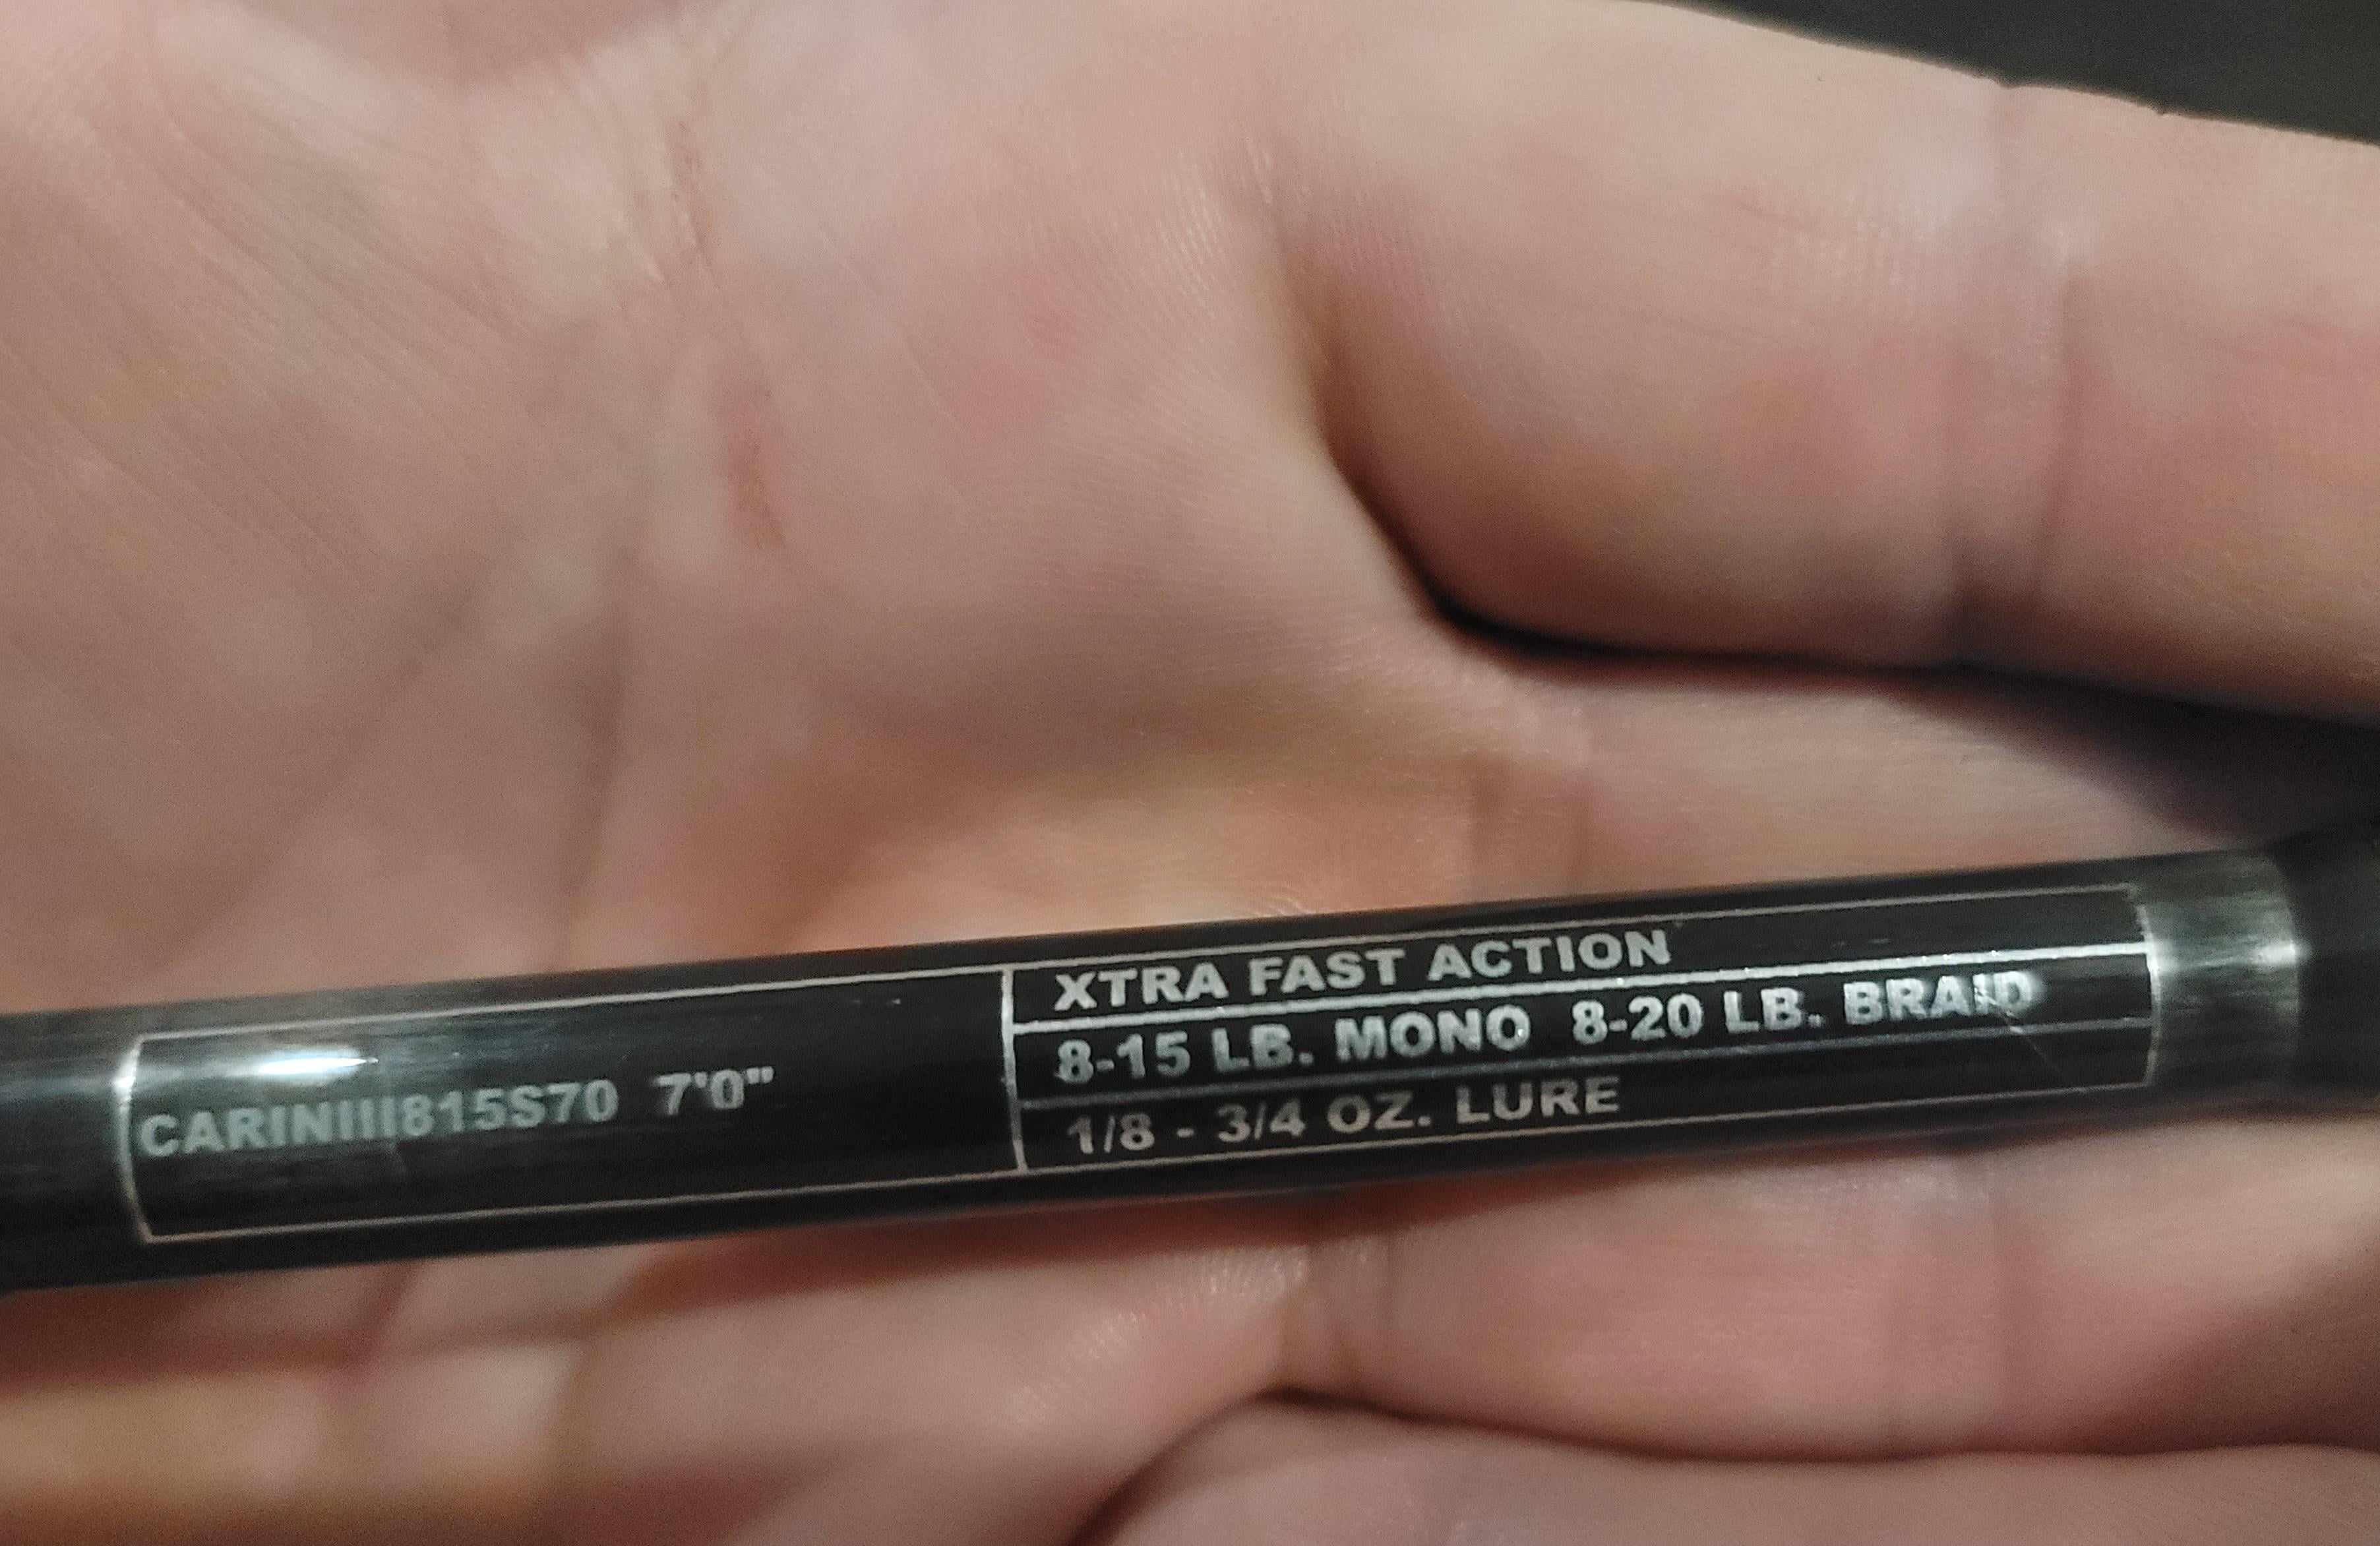 CARINIII815S70 7'0"
XTRA FAST ACTION
8-15 LB. MONO 8-20 LB. BRAID
1/8 - 3/4 OZ. LURE